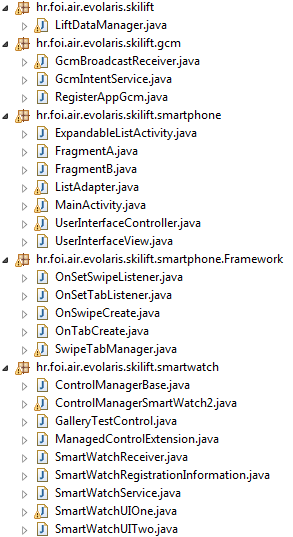 hr.foi.air.evolaris.skilift
LiftDataManager.java
hr.foi.air.evolaris.skilift.gcm
GcmBroadcastReceiver.java
GcmIntentService.java
RegisterAppGcm.java
hr.foi.air.evolaris.skilift.smartphone
ExpandableListActivity.java
FragmentA.java
FragmentB.java
ListAdapter.java
MainActivity.java
UserInterfaceController.java
UserInterfaceView.java
hr.foi.air.evolaris.skilift.smartphone.Framework
OnSetSwipeListener.java
OnSetTabListener.java
OnSwipeCreate.java
OnTabCreate.java
SwipeTabManager.java
hr.foi.air.evolaris.skilift.smartwatch
ControlManagerBase.java
ControlManagerSmartWatch2.java
GalleryTestControl.java
ManagedControlExtension.java
SmartWatchReceiver.java
SmartWatchRegistrationInformation.java
SmartWatchService.java
SmartWatchUIOne.java
SmartWatchUITwo.java